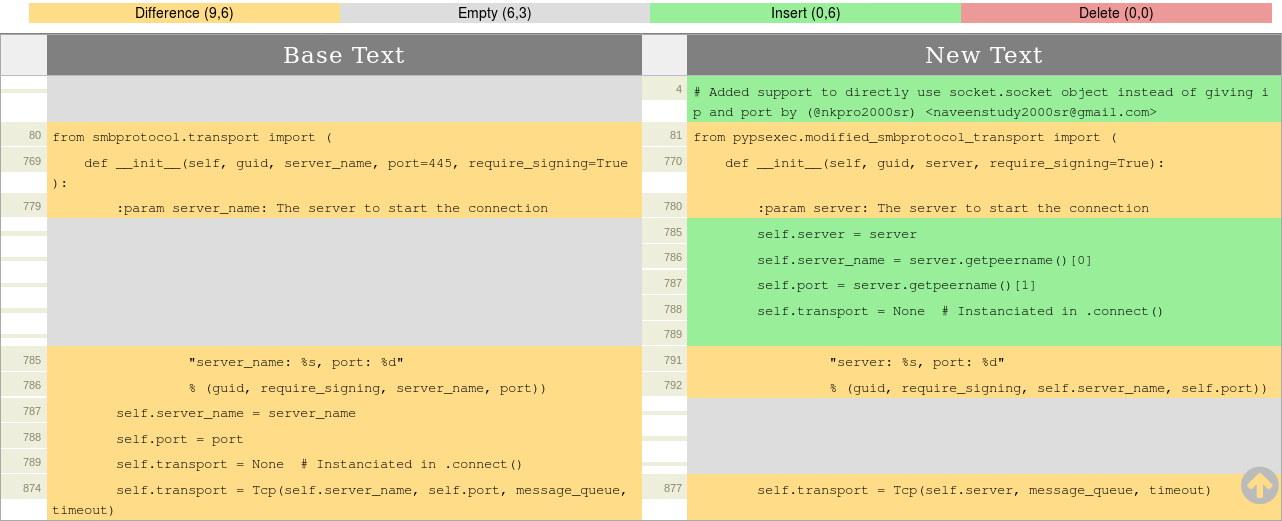 Difference (9,6) Empty (6,3) Insert (0,6) Delete (0,0)
Base Text New Text
4 # Added support to directly use socket.socket object instead of giving i
p and port by (@nkpro2000sr) <naveenstudy2000sr@gmail.com>
80 from smbprotocol.transport import ( 81 from pypsexec.modified_smbprotocol_transport import (
769 def __init__(self, guid, server_name, port=445, require_signing=True 770 def __init__(self, guid, server, require_signing=True):
):
779 :param server_name: The server to start the connection 780 :param server: The server to start the connection
785 self.server = server
786 self.server_name = server.getpeername()[0]
787 self.port = server.getpeername()[1]
788 self.transport = None  # Instanciated in .connect()
789
785 "server_name: %s, port: %d" 791 "server: %s, port: %d"
786 % (guid, require_signing, server_name, port)) 792 % (guid, require_signing, self.server_name, self.port))
787 self.server_name = server_name
788 self.port = port
789 self.transport = None  # Instanciated in .connect()
874 self.transport = Tcp(self.server_name, self.port, message_queue, 877 self.transport = Tcp(self.server, message_queue, timeout)
timeout)